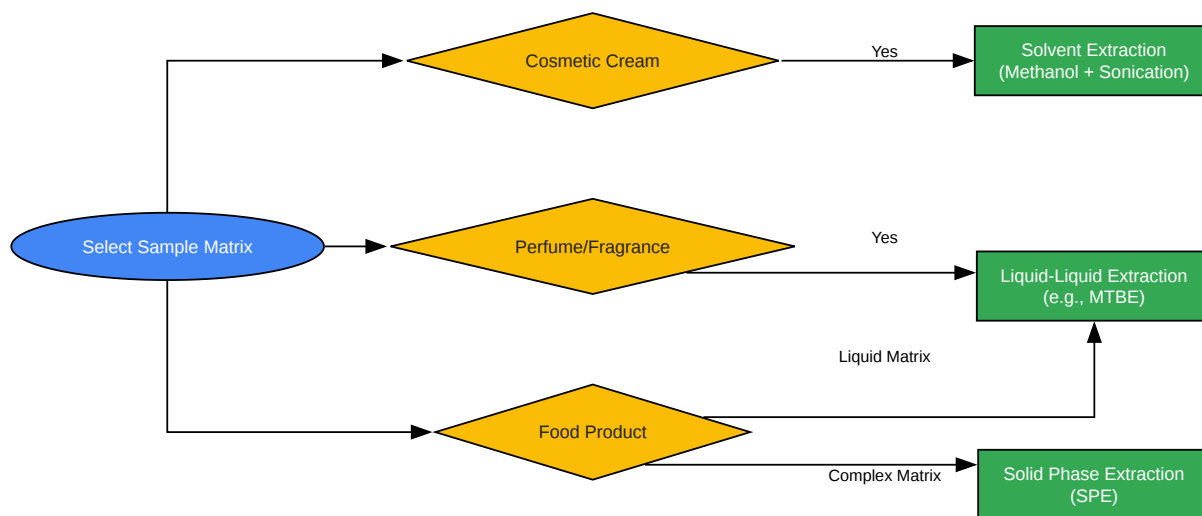 Cosmetic Cream
Yes
Solvent Extraction
(Methanol + Sonication)
Select Sample Matrix
Perfume/Fragrance
Yes
Liquid-Liquid Extraction
(e.g., MTBE)
Liquid Matrix
Food Product
Complex Matrix
Solid Phase Extraction
(SPE)